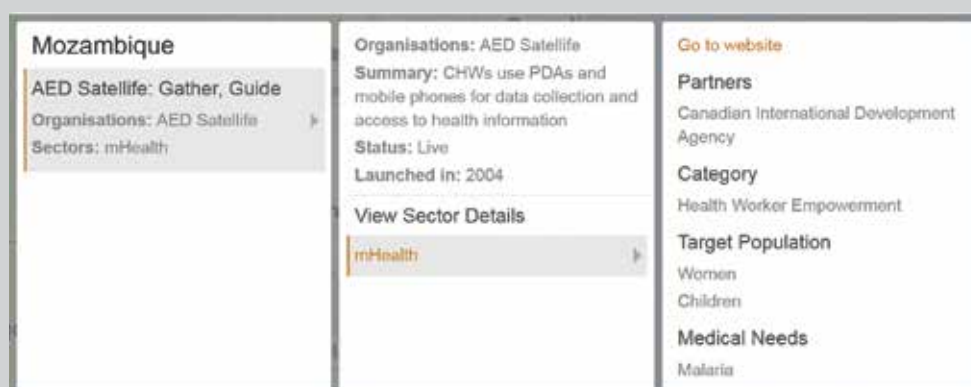 Mozambique
AED Satellife: Gather, Guide
Organisations: AED Satellife
Sectors: mHealth
Organisations: AED Satellife
Summary: CHWs use PDAs and
mobile phones for data collection and
access to health information
Status: Live
Launched in: 2004
View Sector Details
mHealth
Go to website
Partners
Canadian International Development
Agency
Category
Health Worker Empowerment
Target Population
Women
Children
Medical Needs
Malaria